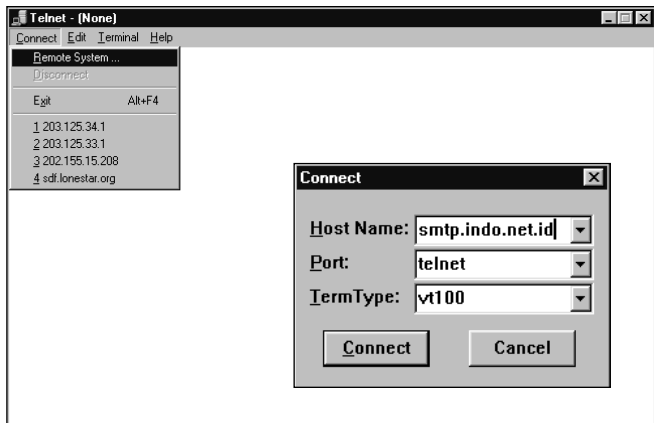 Telnet - (None)
Connect Edit Terminal Help
Remote System ...
Disconnect
Exit Alt+F4
1 203.125.34.1
2 203.125.33.1
3 202.155.15.208
4 sdf.lonestar.org
Connect
Host Name: smtp.indo.net.id
Port: telnet
TermType: vt100
Connect Cancel